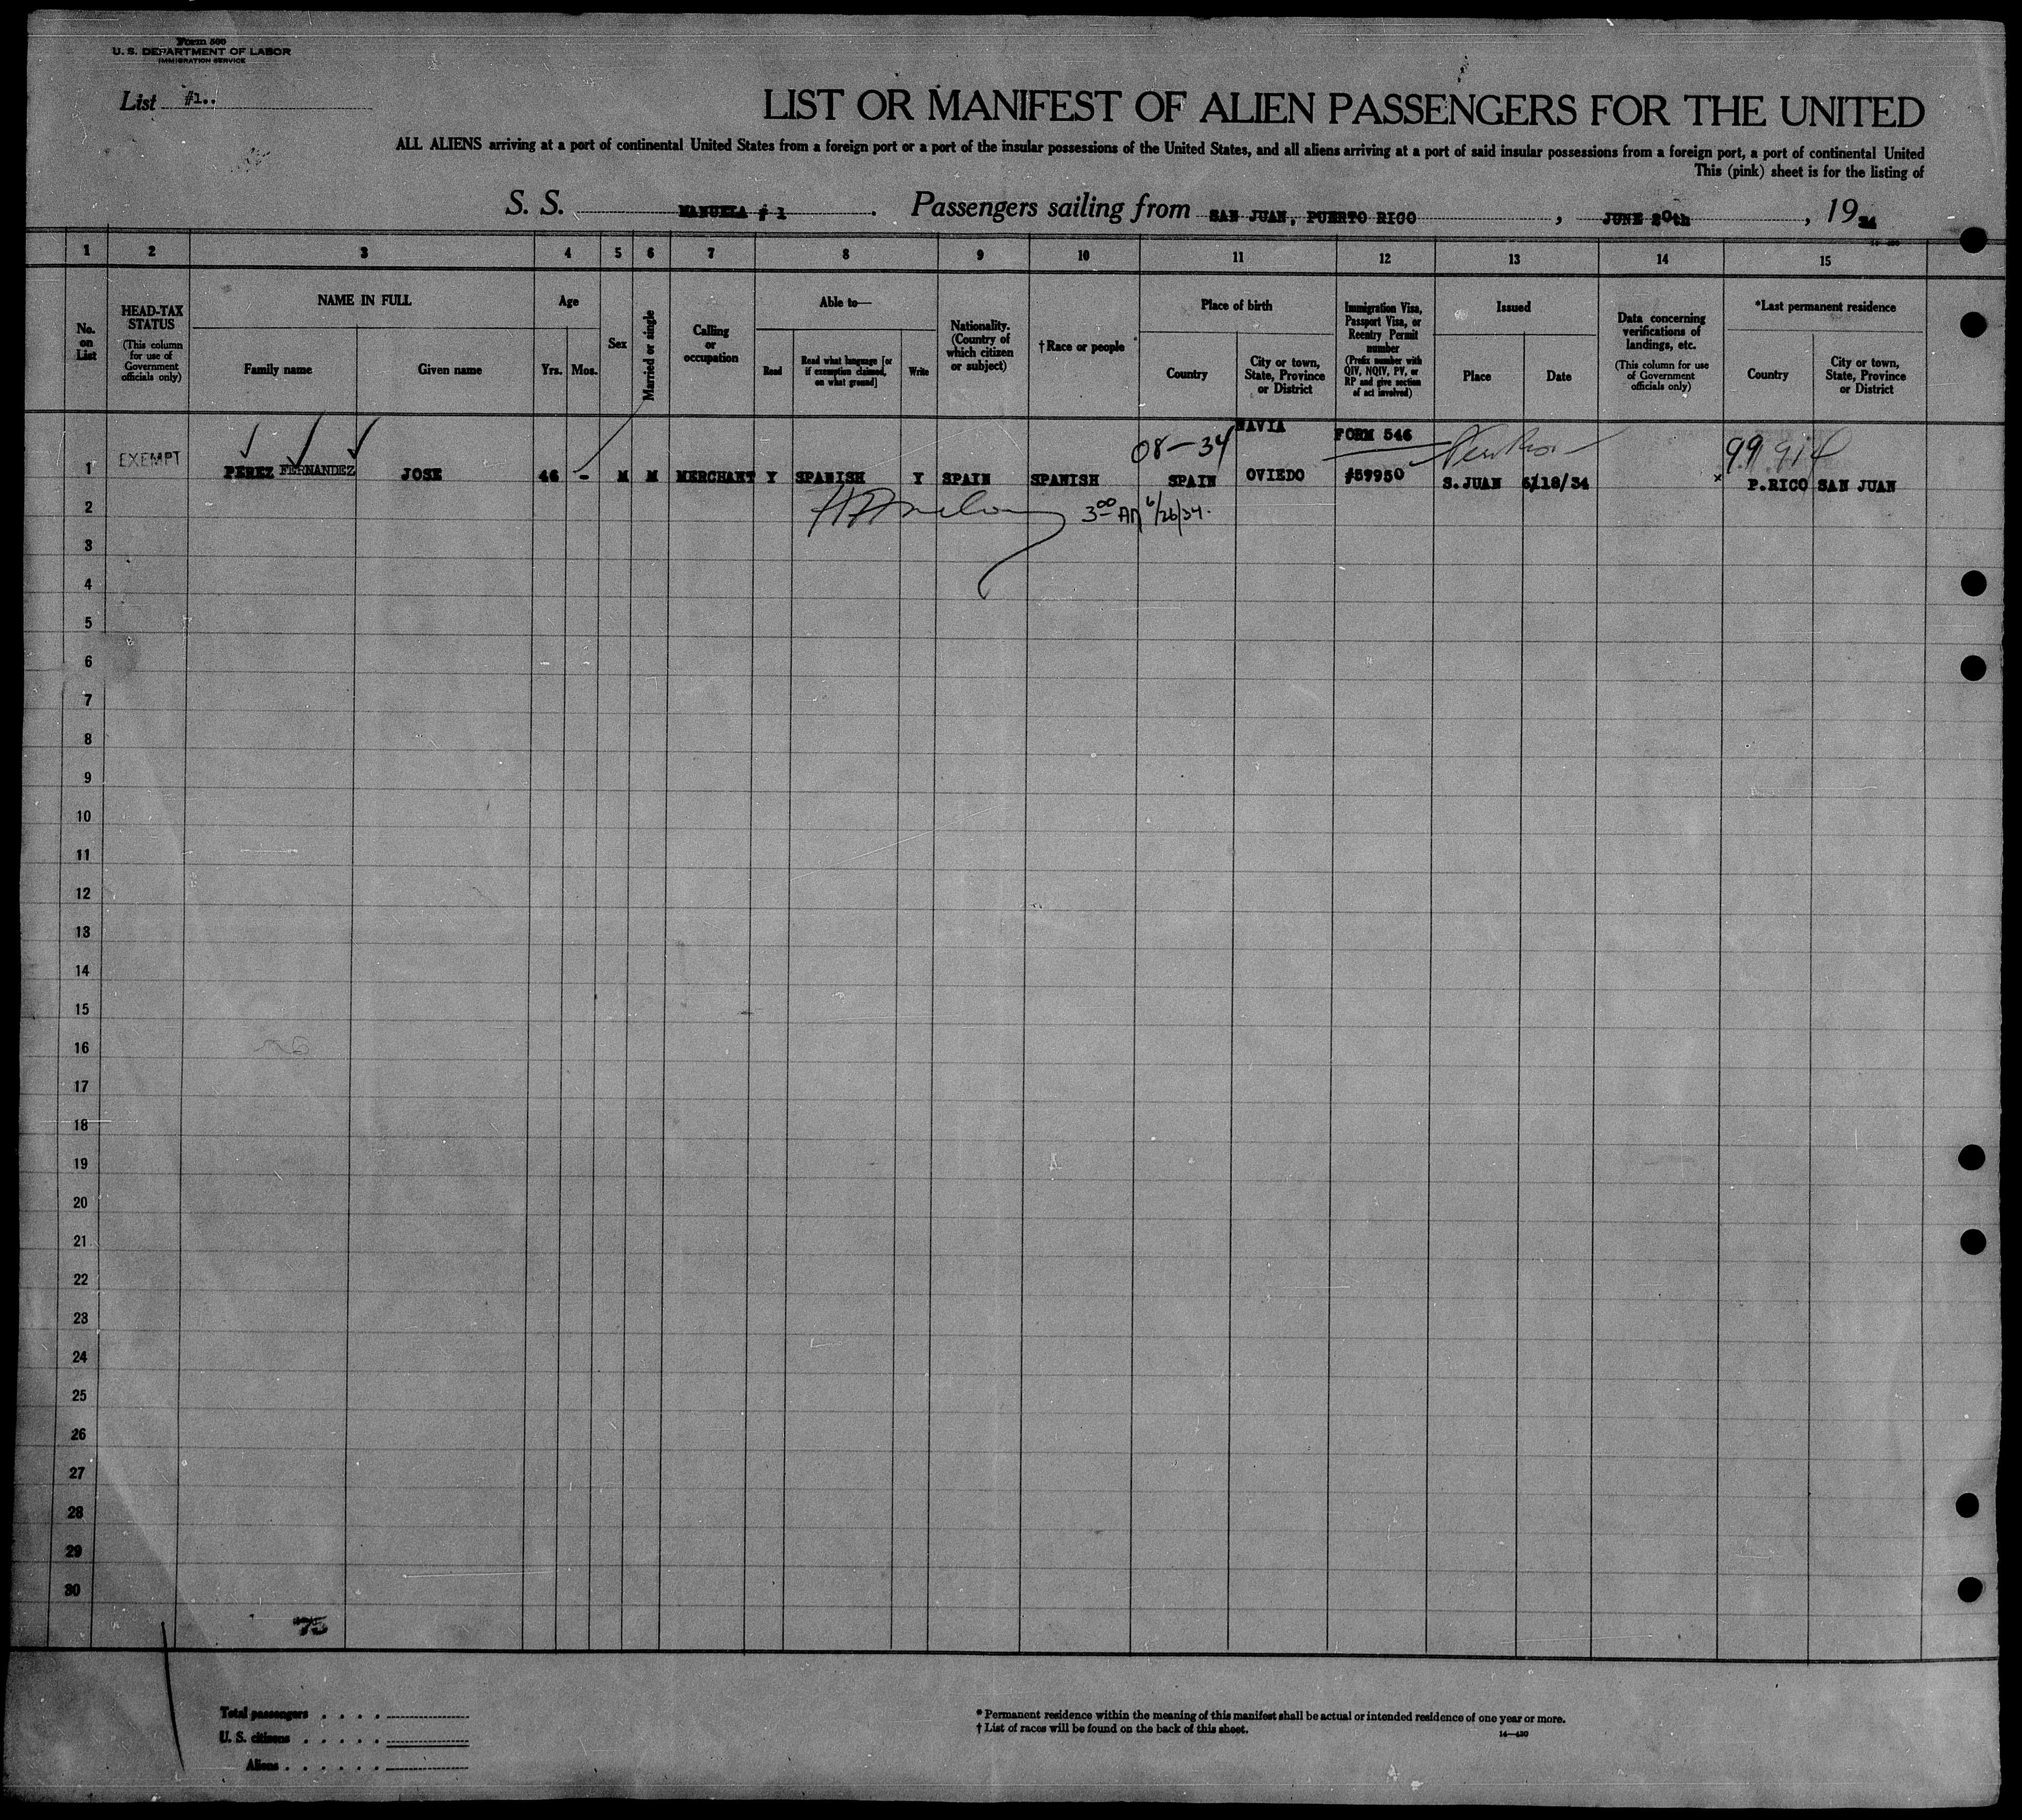 Form 500
U. S. DEPARTMENT OF LABOR
IMMIGRATION SERVICE
List #1..
LIST OR MANIFEST OF ALIEN PASSENGERS FOR THE UNITED
ALL ALIENS arriving at a port of continental United States from a foreign port or a port of the insular possessions of the United States, and all aliens arriving at a port of said insular possessions from a foreign port, a port of continental United
This (pink) sheet is for the listing of
S. S. MANUELA # 1 . Passengers sailing from SAN JUAN, PUERTO RICO , JUNE 20th , 19 34
1 2 3 4 5 6 7 8 9 10 11 12 13 14 15
No. on List
HEAD-TAX STATUS
(This column for use of Government officials only)
NAME IN FULL
Family name
Given name
Age
Yrs. Mos.
Sex
Married or single
Calling or occupation
Able to—
Read
Read what language [or if exemption claimed, on what ground]
Write
Nationality. (Country of which citizen or subject)
†Race or people
Place of birth
Country
City or town, State, Province or District
Immigration Visa, Passport Visa, or Reentry Permit number
(Prefix number with QIV, NQIV, PV, or RP and give section of act involved)
Issued
Place
Date
Data concerning verifications of landings, etc.
(This column for use of Government officials only)
*Last permanent residence
Country
City or town, State, Province or District
08-34 NAVIA FORM 546 99 914
1 EXEMPT PEREZ FERNANDEZ JOSE 46 - M M MERCHANT Y SPANISH Y SPAIN SPANISH SPAIN OVIEDO #59950 S.JUAN 6/18/34 x P.RICO SAN JUAN
2 3 00 AM 6/26/34.
3
4
5
6
7
8
9
10
11
12
13
14
15
16
17
18
19
20
21
22
23
24
25
26
27
28
29
30
75
Total passengers . . . .
U. S. citizens . . . . .
Aliens . . . . . .
* Permanent residence within the meaning of this manifest shall be actual or intended residence of one year or more.
† List of races will be found on the back of this sheet.
14—430